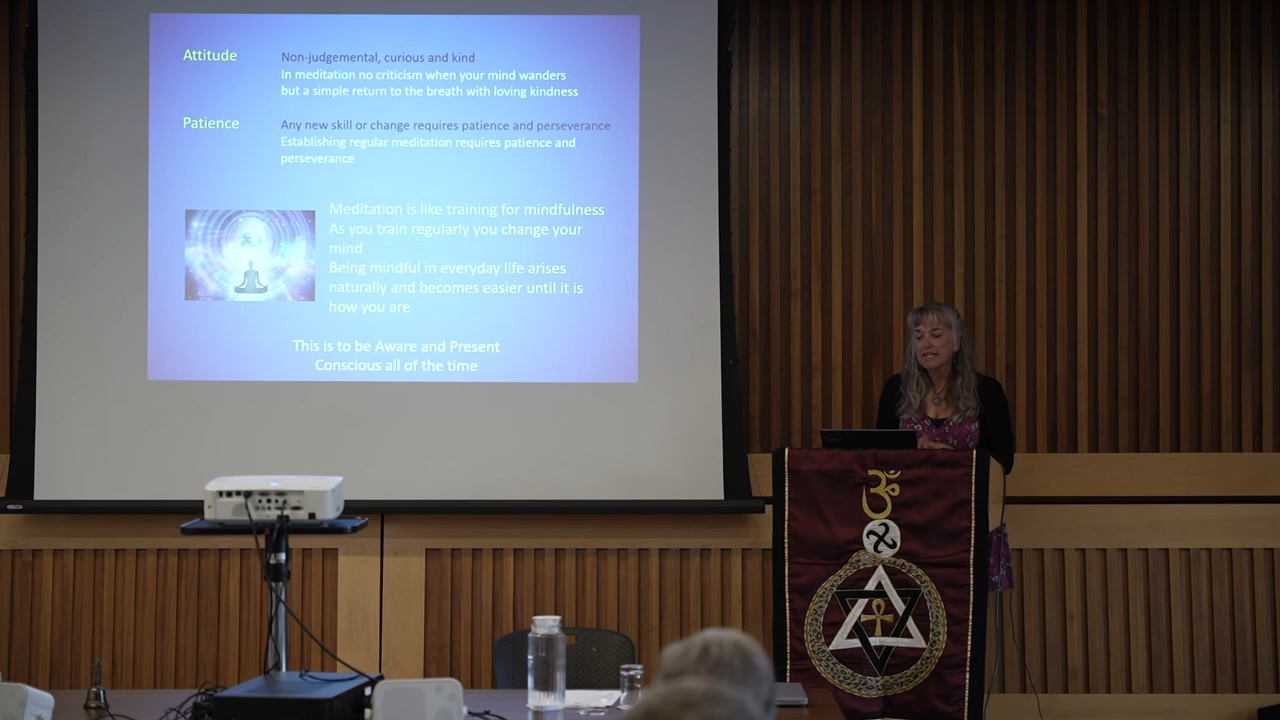 Attitude
Non-judgemental, curious and kind
In meditation no criticism when your mind wanders
but a simple return to the breath with loving kindness
Patience
Any new skill or change requires patience and perseverance
Establishing regular meditation requires patience and
perseverance
Meditation is like training for mindfulness
As you train regularly you change your
mind
Being mindful in everyday life arises
naturally and becomes easier until it is
how you are
This is to be Aware and Present
Conscious all of the time
ॐ